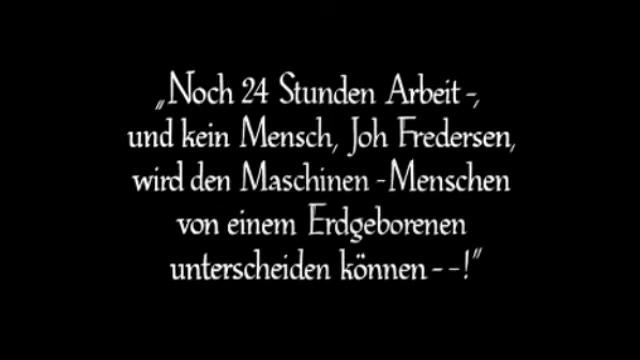 „Noch 24 Stunden Arbeit -,
und kein Mensch, Joh Fredersen,
wird den Maschinen - Menschen
von einem Erdgeborenen
unterscheiden können - - !"